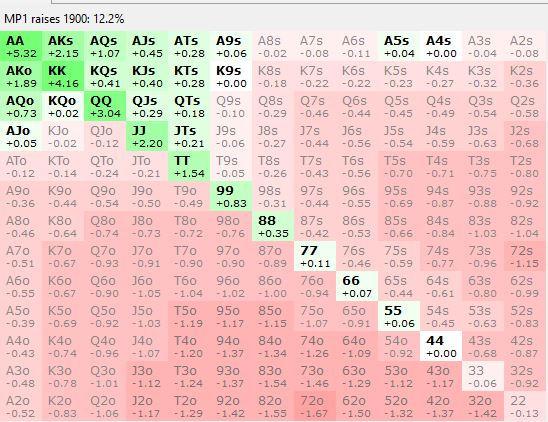 MP1 raises 1900: 12.2%
AA AKs AQs AJs ATs A9s A8s A7s A6s A5s A4s A3s A2s
+5.32 +2.15 +1.07 +0.45 +0.28 +0.06 -0.02 -0.08 -0.11 +0.04 +0.00 -0.04 -0.08
AKo KK KQs KJs KTs K9s K8s K7s K6s K5s K4s K3s K2s
+1.89 +4.16 +0.41 +0.40 +0.28 +0.00 -0.18 -0.22 -0.22 -0.23 -0.27 -0.32 -0.36
AQo KQo QQ QJs QTs Q9s Q8s Q7s Q6s Q5s Q4s Q3s Q2s
+0.73 +0.02 +3.04 +0.29 +0.18 -0.10 -0.29 -0.46 -0.44 -0.45 -0.49 -0.54 -0.58
AJo KJo QJo JJ JTs J9s J8s J7s J6s J5s J4s J3s J2s
+0.05 -0.02 -0.12 +2.20 +0.21 -0.06 -0.27 -0.44 -0.56 -0.54 -0.59 -0.63 -0.68
ATo KTo QTo JTo TT T9s T8s T7s T6s T5s T4s T3s T2s
-0.12 -0.14 -0.24 -0.21 +1.54 -0.05 -0.26 -0.43 -0.56 -0.70 -0.71 -0.75 -0.80
A9o K9o Q9o J9o T9o 99 98s 97s 96s 95s 94s 93s 92s
-0.36 -0.44 -0.54 -0.50 -0.49 +0.83 -0.31 -0.44 -0.55 -0.69 -0.87 -0.88 -0.92
A8o K8o Q8o J8o T8o 98o 88 87s 86s 85s 84s 83s 82s
-0.46 -0.64 -0.74 -0.73 -0.72 -0.76 +0.35 -0.42 -0.53 -0.66 -0.84 -1.03 -1.04
A7o K7o Q7o J7o T7o 97o 87o 77 76s 75s 74s 73s 72s
-0.51 -0.67 -0.93 -0.91 -0.90 -0.90 -0.89 +0.11 -0.46 -0.59 -0.77 -0.96 -1.15
A6o K6o Q6o J6o T6o 96o 86o 76o 66 65s 64s 63s 62s
-0.55 -0.67 -0.90 -1.05 -1.04 -1.02 -1.00 -0.94 +0.07 -0.44 -0.61 -0.80 -0.99
A5o K5o Q5o J5o T5o 95o 85o 75o 65o 55 54s 53s 52s
-0.39 -0.69 -0.92 -1.03 -1.19 -1.17 -1.15 -1.07 -0.91 +0.06 -0.45 -0.63 -0.83
A4o K4o Q4o J4o T4o 94o 84o 74o 64o 54o 44 43s 42s
-0.43 -0.74 -0.96 -1.07 -1.20 -1.37 -1.34 -1.26 -1.09 -0.92 +0.00 -0.68 -0.87
A3o K3o Q3o J3o T3o 93o 83o 73o 63o 53o 43o 33 32s
-0.48 -0.78 -1.01 -1.12 -1.24 -1.37 -1.54 -1.46 -1.29 -1.12 -1.17 -0.06 -0.92
A2o K2o Q2o J2o T2o 92o 82o 72o 62o 52o 42o 32o 22
-0.52 -0.83 -1.06 -1.17 -1.29 -1.42 -1.55 -1.67 -1.50 -1.32 -1.37 -1.42 -0.13